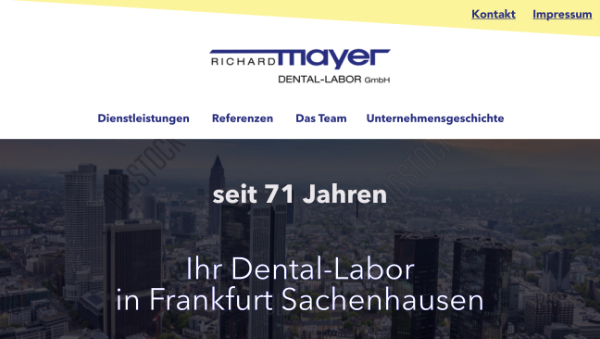 Kontakt Impressum
RICHARD mayer
DENTAL-LABOR GmbH
Dienstleistungen Referenzen Das Team Unternehmensgeschichte
seit 71 Jahren
Ihr Dental-Labor
in Frankfurt Sachenhausen